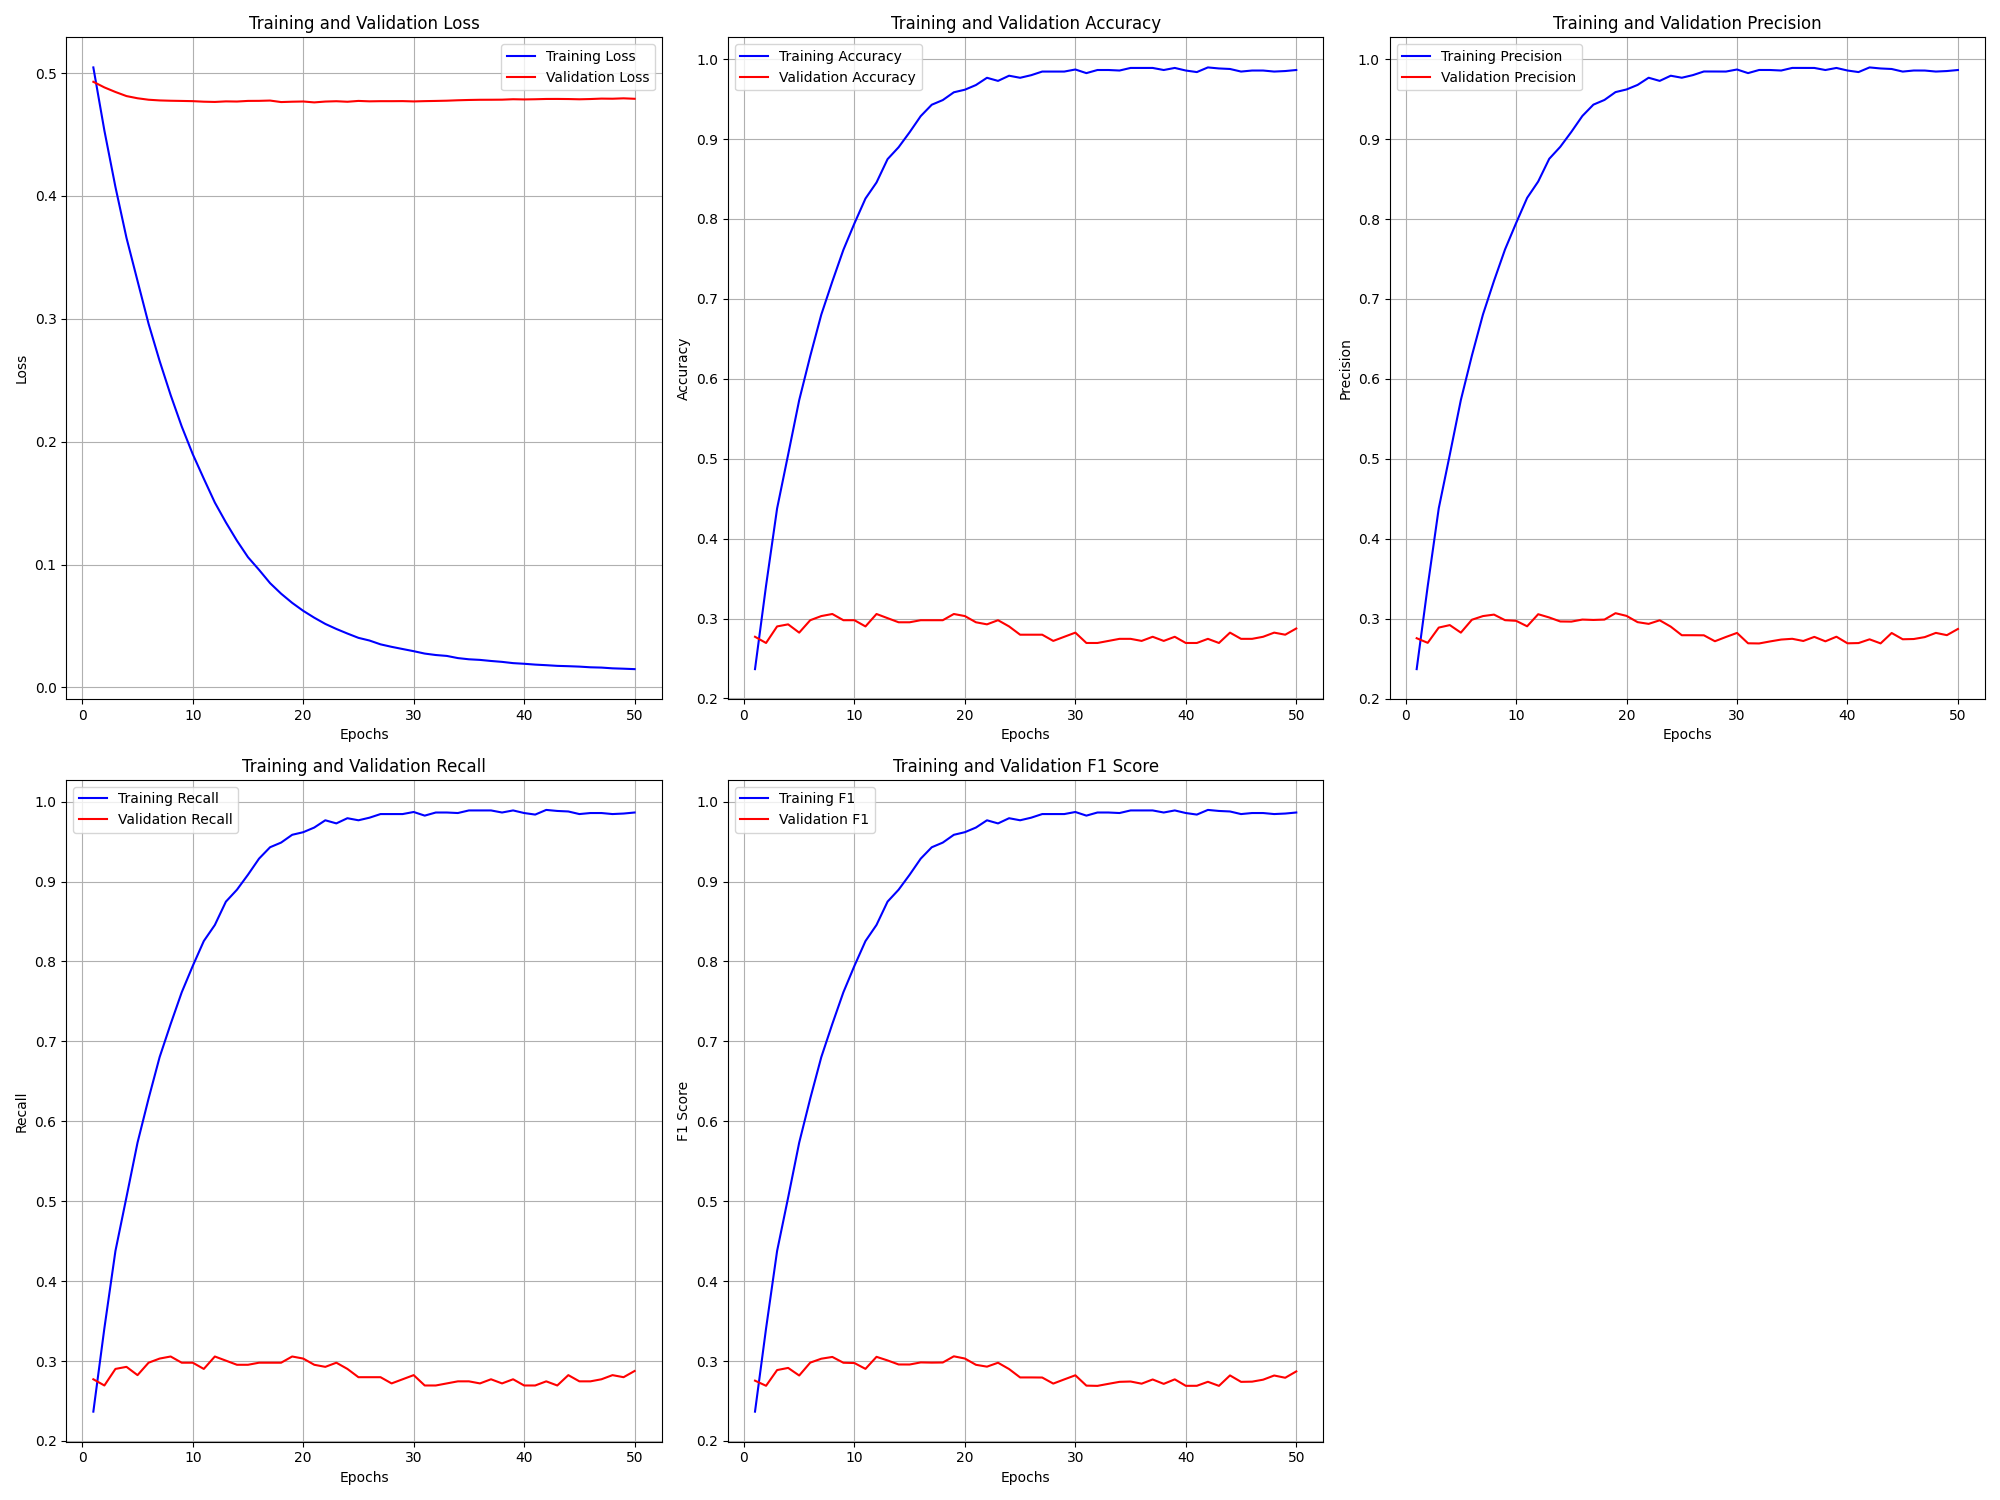 Training and Validation Loss
Training Loss
Validation Loss
0.5
0.4
0.3
0.2
0.1
0.0
Loss
0 10 20 30 40 50
Epochs
Training and Validation Accuracy
Training Accuracy
Validation Accuracy
1.0
0.9
0.8
0.7
0.6
0.5
0.4
0.3
0.2
Accuracy
0 10 20 30 40 50
Epochs
Training and Validation Precision
Training Precision
Validation Precision
1.0
0.9
0.8
0.7
0.6
0.5
0.4
0.3
0.2
Precision
0 10 20 30 40 50
Epochs
Training and Validation Recall
Training Recall
Validation Recall
1.0
0.9
0.8
0.7
0.6
0.5
0.4
0.3
0.2
Recall
0 10 20 30 40 50
Epochs
Training and Validation F1 Score
Training F1
Validation F1
1.0
0.9
0.8
0.7
0.6
0.5
0.4
0.3
0.2
F1 Score
0 10 20 30 40 50
Epochs